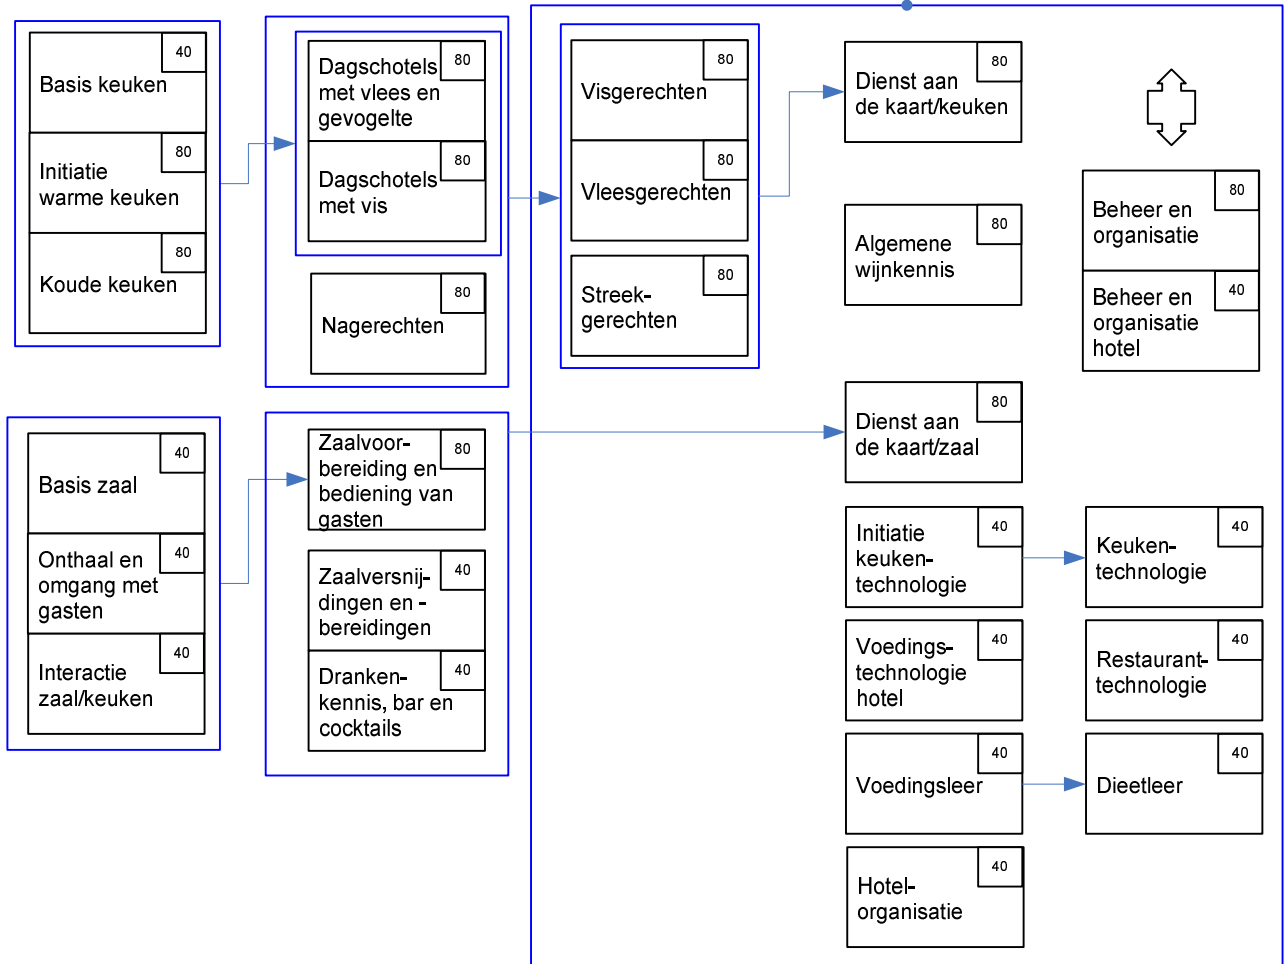 40
Basis keuken
80
Initiatie
warme keuken
80
Koude keuken
80
Dagschotels
met vlees en
gevogelte
80
Dagschotels
met vis
80
Nagerechten
80
Visgerechten
80
Vleesgerechten
80
Streek-
gerechten
80
Dienst aan
de kaart/keuken
80
Algemene
wijnkennis
80
Beheer en
organisatie
40
Beheer en
organisatie
hotel
40
Basis zaal
40
Onthaal en
omgang met
gasten
40
Interactie
zaal/keuken
80
Zaalvoor-
bereiding en
bediening van
gasten
40
Zaalversnij-
dingen en -
bereidingen
40
Dranken-
kennis, bar en
cocktails
80
Dienst aan
de kaart/zaal
40
Initiatie
keuken-
technologie
40
Keuken-
technologie
40
Voedings-
technologie
hotel
40
Restaurant-
technologie
40
Voedingsleer
40
Dieetleer
40
Hotel-
organisatie